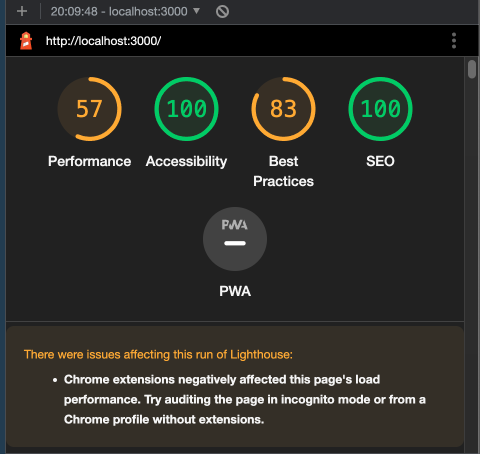 20:09:48 - localhost:3000
http://localhost:3000/
57
100
83
100
Performance
Accessibility
Best
Practices
SEO
PWA
PWA
There were issues affecting this run of Lighthouse:
• Chrome extensions negatively affected this page's load
performance. Try auditing the page in incognito mode or from a
Chrome profile without extensions.